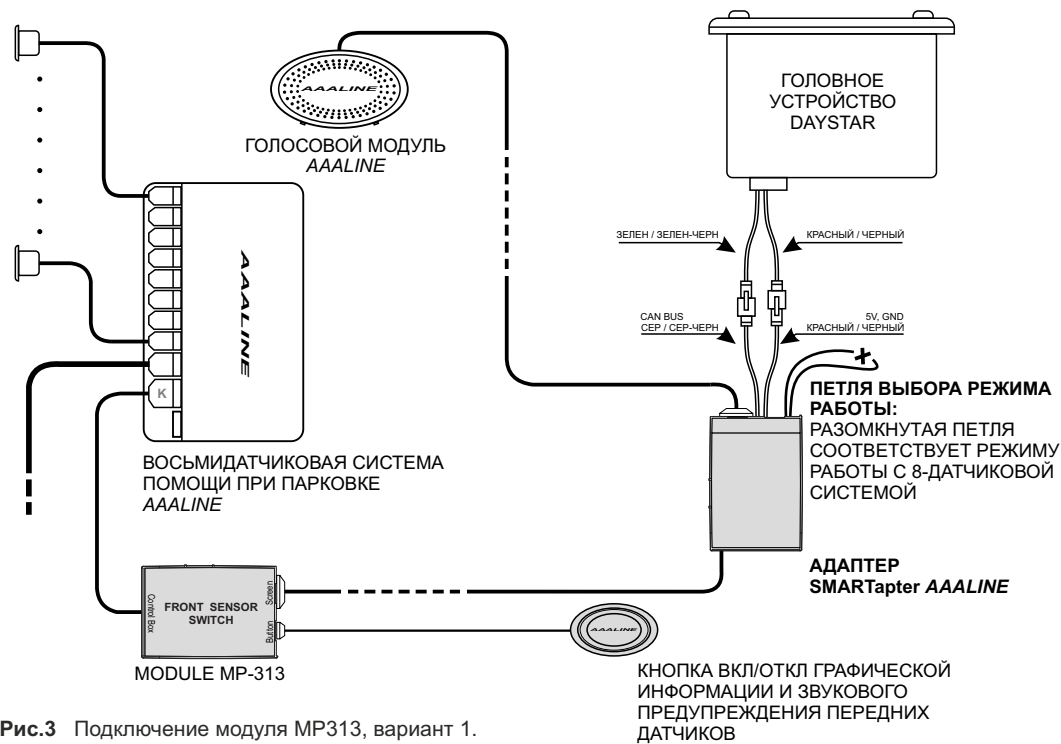 AAALINE
ГОЛОСОВОЙ МОДУЛЬ
AAALINE
ГОЛОВНОЕ
УСТРОЙСТВО
DAYSTAR
ЗЕЛЕН / ЗЕЛЕН-ЧЕРН
КРАСНЫЙ / ЧЕРНЫЙ
CAN BUS
СЕР / СЕР-ЧЕРН
5V, GND
КРАСНЫЙ / ЧЕРНЫЙ
AAALINE
K
ПЕТЛЯ ВЫБОРА РЕЖИМА
РАБОТЫ:
РАЗОМКНУТАЯ ПЕТЛЯ
СООТВЕТСТВУЕТ РЕЖИМУ
РАБОТЫ С 8-ДАТЧИКОВОЙ
СИСТЕМОЙ
ВОСЬМИДАТЧИКОВАЯ СИСТЕМА
ПОМОЩИ ПРИ ПАРКОВКЕ
AAALINE
АДАПТЕР
SMARTapter AAALINE
Control Box
FRONT SENSOR
SWITCH
Screen
Button
AAALINE
MODULE MP-313
КНОПКА ВКЛ/ОТКЛ ГРАФИЧЕСКОЙ
ИНФОРМАЦИИ И ЗВУКОВОГО
ПРЕДУПРЕЖДЕНИЯ ПЕРЕДНИХ
ДАТЧИКОВ
Рис.3 Подключение модуля МР313, вариант 1.